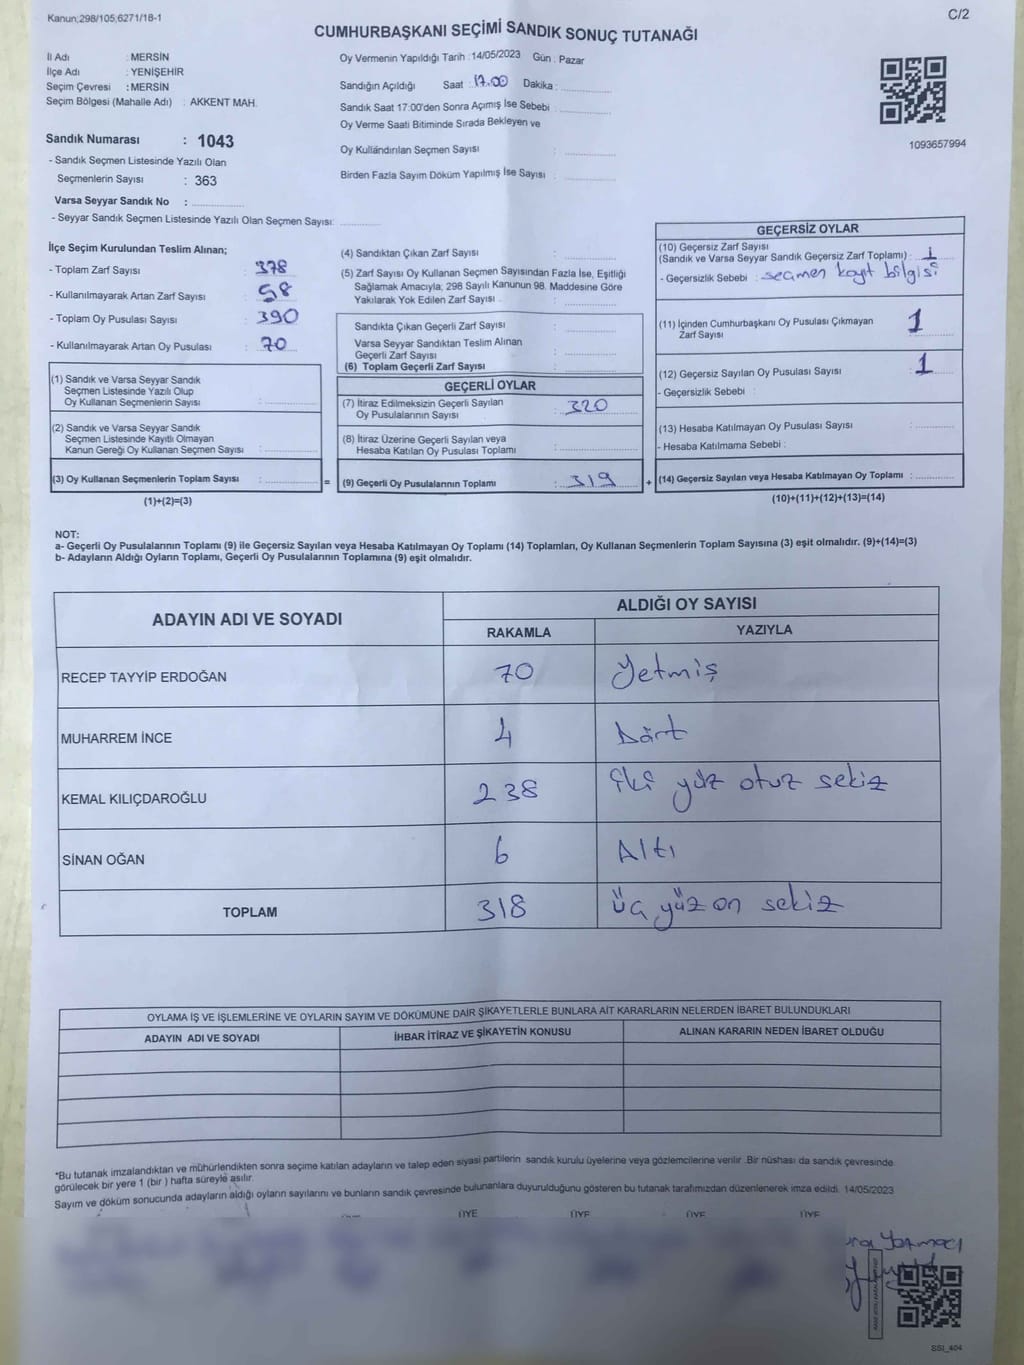 Kanun;298/105;6271/18-1
C/2
CUMHURBAŞKANI SEÇİMİ SANDIK SONUÇ TUTANAĞI
İl Adı : MERSİN
İlçe Adı : YENİŞEHİR
Seçim Çevresi : MERSİN
Seçim Bölgesi (Mahalle Adı) : AKKENT MAH.
Sandık Numarası : 1043
- Sandık Seçmen Listesinde Yazılı Olan
Seçmenlerin Sayısı : 363
Varsa Seyyar Sandık No :
- Seyyar Sandık Seçmen Listesinde Yazılı Olan Seçmen Sayısı:
Oy Vermenin Yapıldığı Tarih :14/05/2023 Gün : Pazar
Sandığın Açıldığı Saat : 17.00 Dakika :
Sandık Saat 17:00'den Sonra Açımış İse Sebebi :
Oy Verme Saati Bitiminde Sırada Bekleyen ve
Oy Kullandırılan Seçmen Sayısı :
Birden Fazla Sayım Döküm Yapılmış İse Sayısı :
1093657994
İlçe Seçim Kurulundan Teslim Alınan;
- Toplam Zarf Sayısı : 378
- Kullanılmayarak Artan Zarf Sayısı : 58
- Toplam Oy Pusulası Sayısı : 390
- Kullanılmayarak Artan Oy Pusulası : 70
(1) Sandık ve Varsa Seyyar Sandık
Seçmen Listesinde Yazılı Olup
Oy Kullanan Seçmenlerin Sayısı :
(2) Sandık ve Varsa Seyyar Sandık
Seçmen Listesinde Kayıtlı Olmayan
Kanun Gereği Oy Kullanan Seçmen Sayısı :
(3) Oy Kullanan Seçmenlerin Toplam Sayısı : =
(1)+(2)=(3)
(4) Sandıktan Çıkan Zarf Sayısı :
(5) Zarf Sayısı Oy Kullanan Seçmen Sayısından Fazla İse, Eşitliği
Sağlamak Amacıyla; 298 Sayılı Kanunun 98. Maddesine Göre
Yakılarak Yok Edilen Zarf Sayısı :
Sandıkta Çıkan Geçerli Zarf Sayısı :
Varsa Seyyar Sandıktan Teslim Alınan
Geçerli Zarf Sayısı :
(6) Toplam Geçerli Zarf Sayısı :
GEÇERLİ OYLAR
(7) İtiraz Edilmeksizin Geçerli Sayılan
Oy Pusulalarının Sayısı : 320
(8) İtiraz Üzerine Geçerli Sayılan veya
Hesaba Katılan Oy Pusulası Toplamı :
(9) Geçerli Oy Pusulalarının Toplamı : 319 +
GEÇERSİZ OYLAR
(10) Geçersiz Zarf Sayısı
(Sandık ve Varsa Seyyar Sandık Geçersiz Zarf Toplamı) : 1
- Geçersizlik Sebebi : seçmen kayıt bilgisi
(11) İçinden Cumhurbaşkanı Oy Pusulası Çıkmayan
Zarf Sayısı : 1
(12) Geçersiz Sayılan Oy Pusulası Sayısı : 1
- Geçersizlik Sebebi :
(13) Hesaba Katılmayan Oy Pusulası Sayısı :
- Hesaba Katılmama Sebebi :
(14) Geçersiz Sayılan veya Hesaba Katılmayan Oy Toplamı :
(10)+(11)+(12)+(13)=(14)
NOT:
a- Geçerli Oy Pusulalarının Toplamı (9) ile Geçersiz Sayılan veya Hesaba Katılmayan Oy Toplamı (14) Toplamları, Oy Kullanan Seçmenlerin Toplam Sayısına (3) eşit olmalıdır. (9)+(14)=(3)
b- Adayların Aldığı Oyların Toplamı, Geçerli Oy Pusulalarının Toplamına (9) eşit olmalıdır.
ADAYIN ADI VE SOYADI
ALDIĞI OY SAYISI
RAKAMLA YAZIYLA
RECEP TAYYİP ERDOĞAN 70 Yetmiş
MUHARREM İNCE 4 Dört
KEMAL KILIÇDAROĞLU 238 iki yüz otuz sekiz
SİNAN OĞAN 6 Altı
TOPLAM 318 üç yüz on sekiz
OYLAMA İŞ VE İŞLEMLERİNE VE OYLARIN SAYIM VE DÖKÜMÜNE DAİR ŞİKAYETLERLE BUNLARA AİT KARARLARIN NELERDEN İBARET BULUNDUKLARI
ADAYIN ADI VE SOYADI İHBAR İTİRAZ VE ŞİKAYETİN KONUSU ALINAN KARARIN NEDEN İBARET OLDUĞU
*Bu tutanak imzalandıktan ve mühürlendikten sonra seçime katılan adayların ve talep eden siyasi partilerin sandık kurulu üyelerine veya gözlemcilerine verilir .Bir nüshası da sandık çevresinde
görülecek bir yere 1 (bir ) hafta süreyle asılır.
Sayım ve döküm sonucunda adayların aldığı oyların sayılarını ve bunların sandık çevresinde bulunanlara duyurulduğunu gösteren bu tutanak tarafımızdan düzenlenerek imza edildi. 14/05/2023
ÜYE ÜYE ÜYE ÜYE
SSİ_404